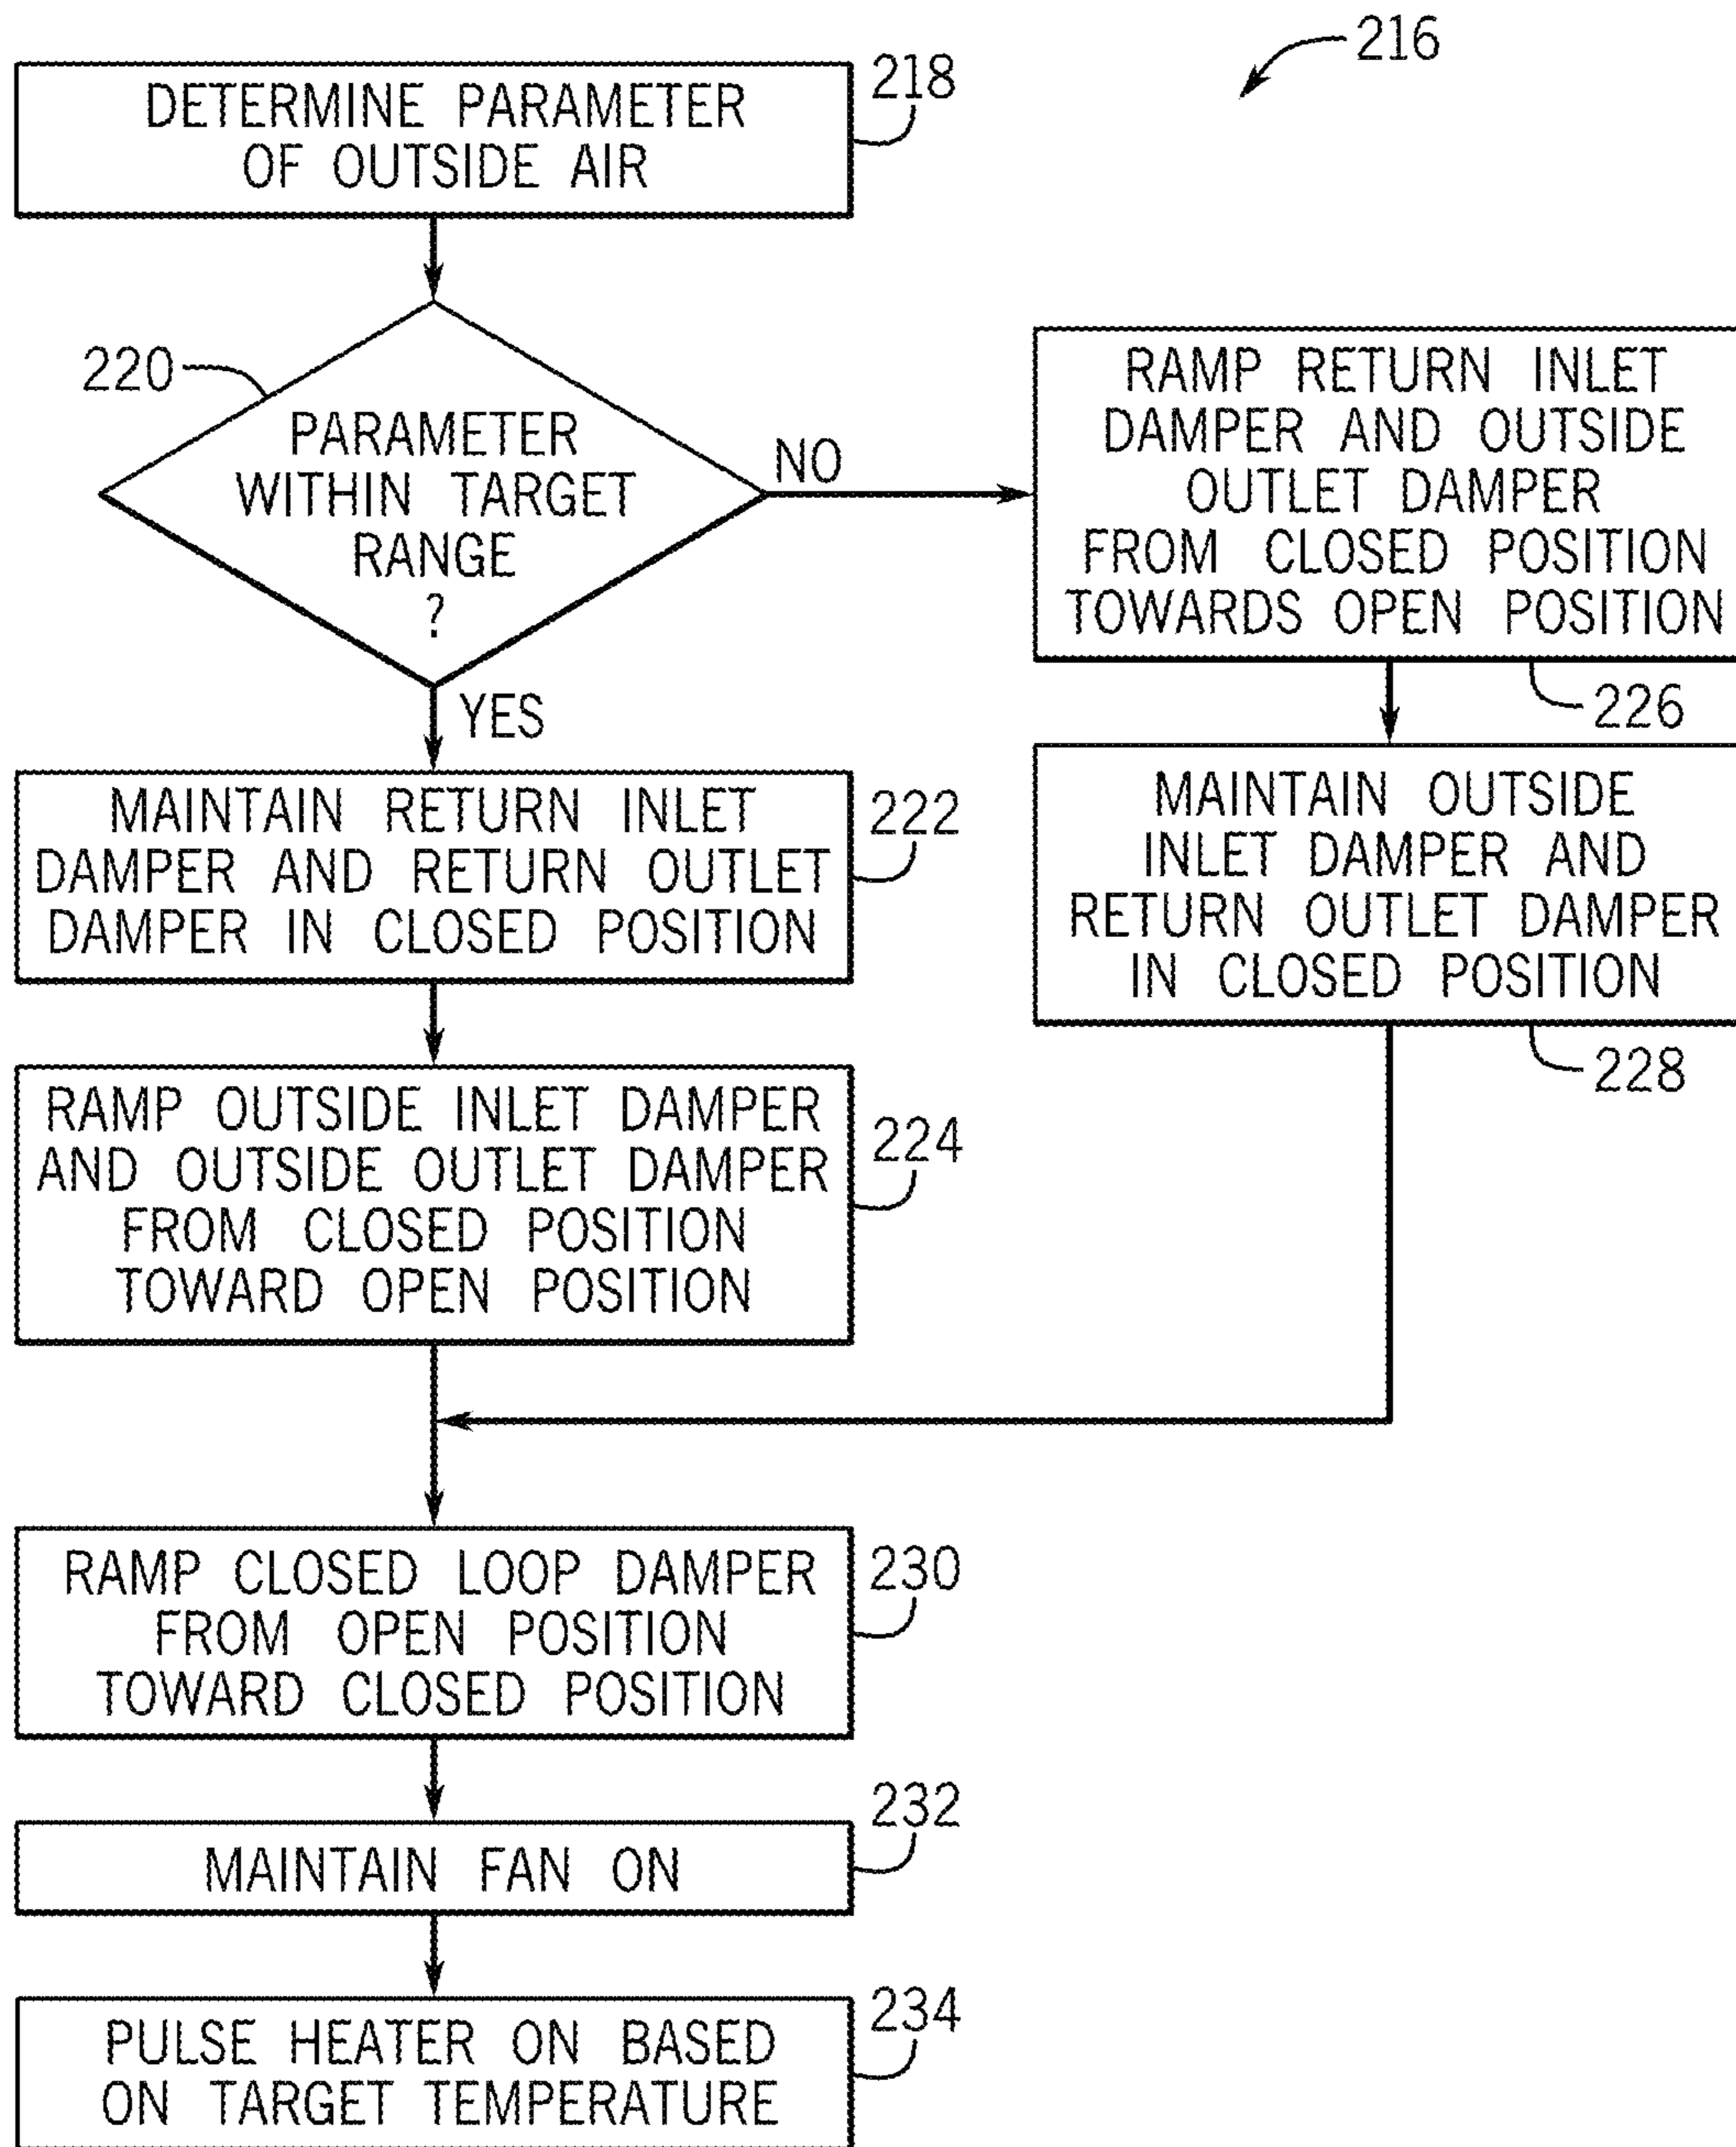 216
DETERMINE PARAMETER
OF OUTSIDE AIR
218
220
PARAMETER
WITHIN TARGET
RANGE
?
NO
YES
RAMP RETURN INLET
DAMPER AND OUTSIDE
OUTLET DAMPER
FROM CLOSED POSITION
TOWARDS OPEN POSITION
226
MAINTAIN OUTSIDE
INLET DAMPER AND
RETURN OUTLET DAMPER
IN CLOSED POSITION
228
MAINTAIN RETURN INLET
DAMPER AND RETURN OUTLET
DAMPER IN CLOSED POSITION
222
RAMP OUTSIDE INLET DAMPER
AND OUTSIDE OUTLET DAMPER
FROM CLOSED POSITION
TOWARD OPEN POSITION
224
RAMP CLOSED LOOP DAMPER
FROM OPEN POSITION
TOWARD CLOSED POSITION
230
MAINTAIN FAN ON
232
PULSE HEATER ON BASED
ON TARGET TEMPERATURE
234